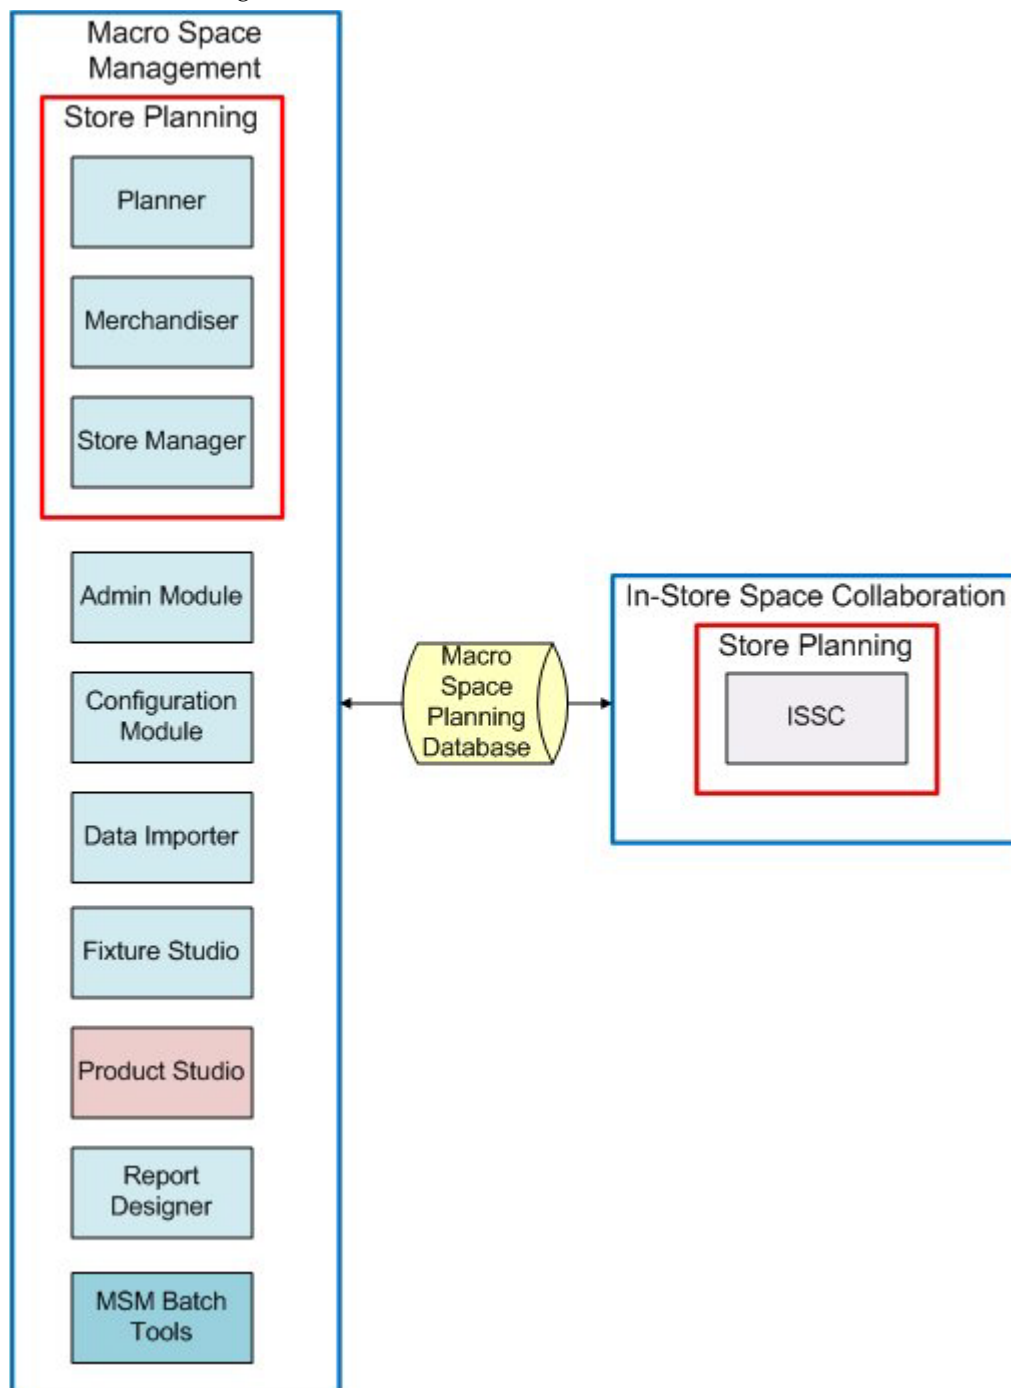 Macro Space
Management
Store Planning
Planner
Merchandiser
Store Manager
Admin Module
Configuration
Module
Data Importer
Fixture Studio
Product Studio
Report
Designer
MSM Batch
Tools
Macro
Space
Planning
Database
In-Store Space Collaboration
Store Planning
ISSC